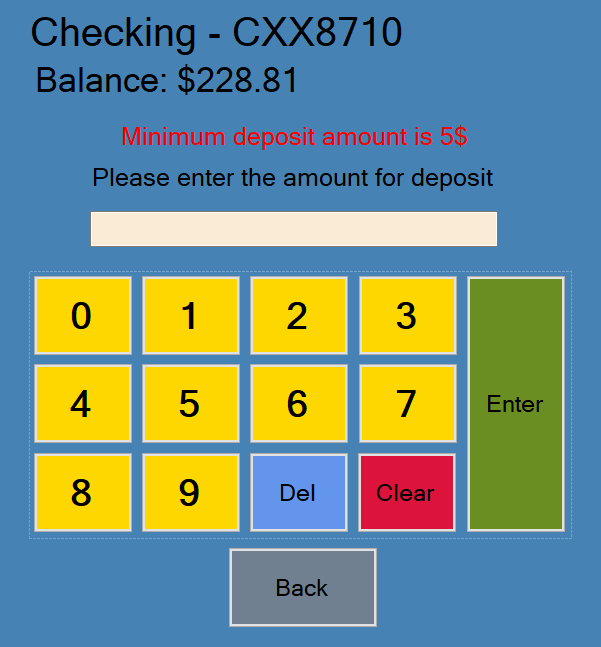 Checking - CXX8710
Balance: $228.81
Minimum deposit amount is 5$
Please enter the amount for deposit
0 1 2 3
4 5 6 7 Enter
8 9 Del Clear
Back